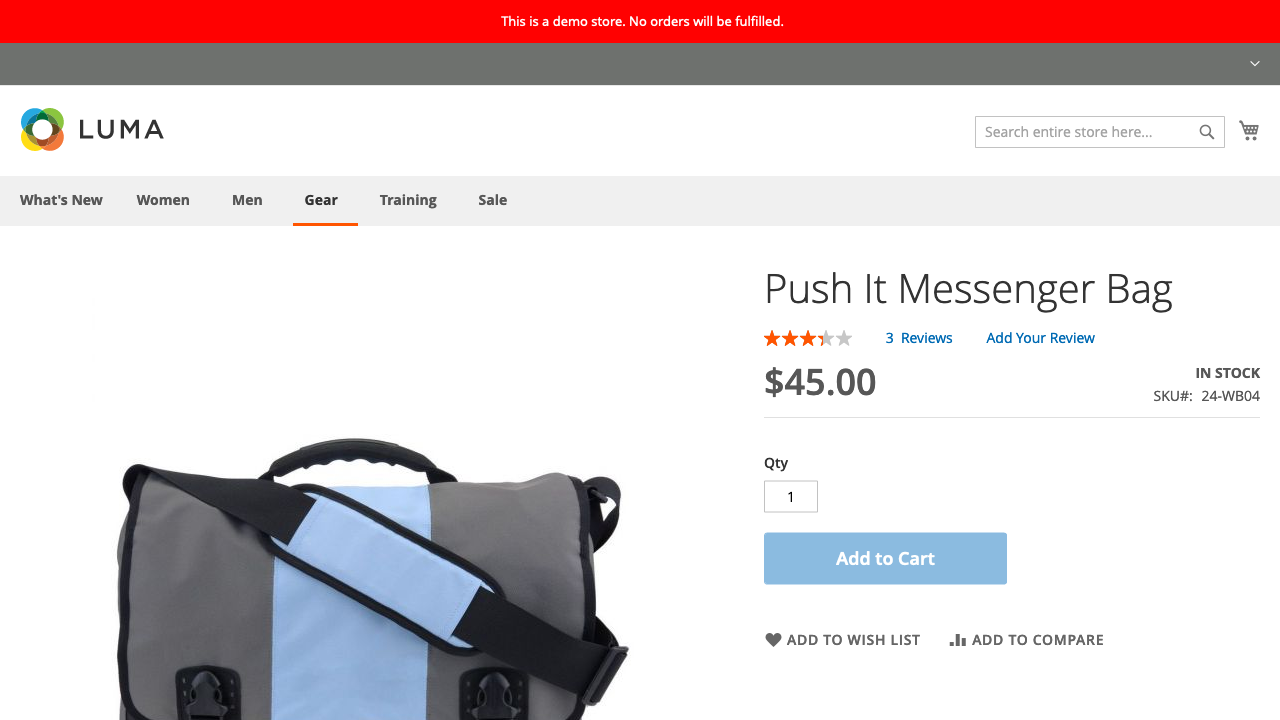 This is a demo store. No orders will be fulfilled.
LUMA
Search entire store here...
What's New Women Men Gear Training Sale
Push It Messenger Bag
3 Reviews Add Your Review
$45.00
IN STOCK
SKU#: 24-WB04
Qty
1
Add to Cart
ADD TO WISH LIST ADD TO COMPARE